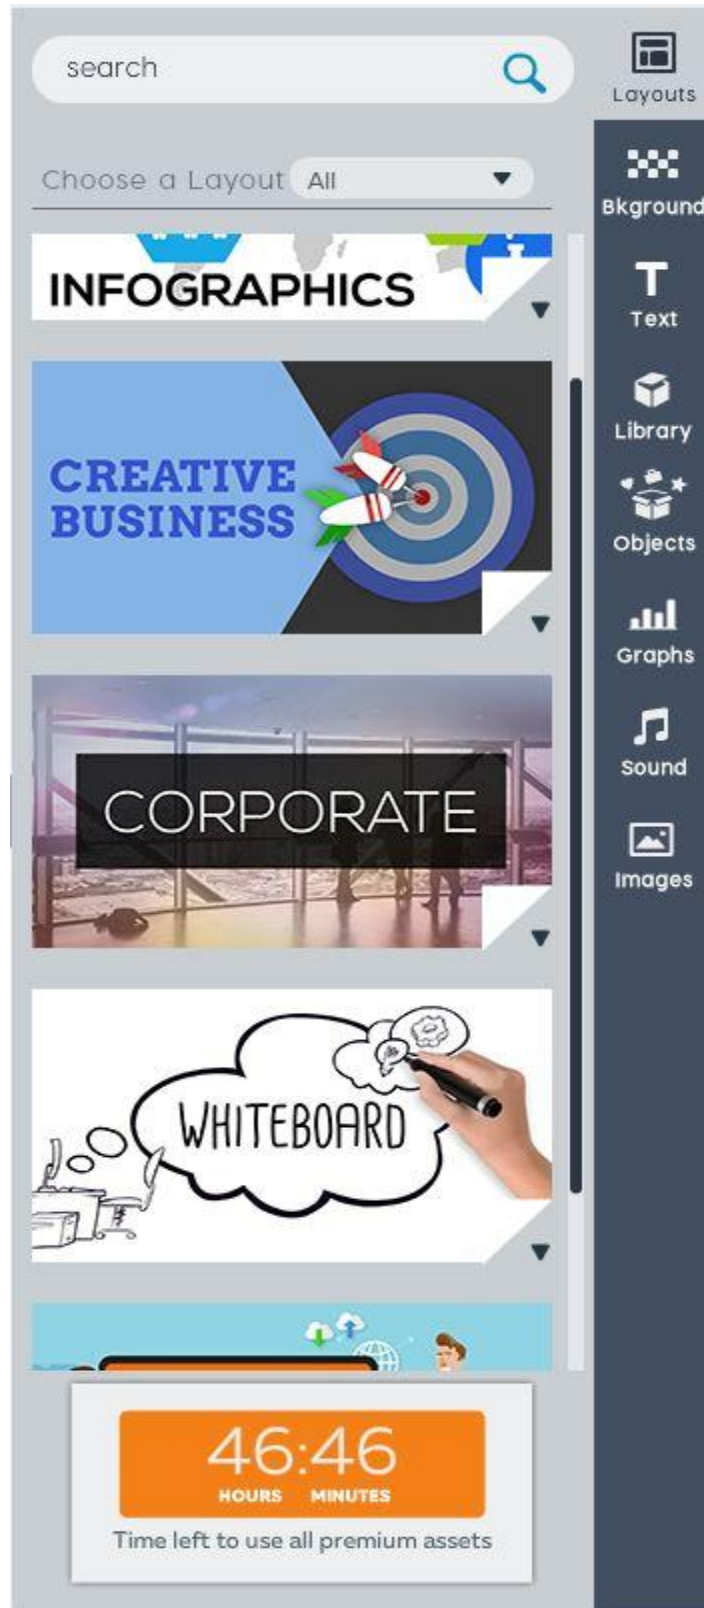 search
Choose a Layout All
INFOGRAPHICS
CREATIVE
BUSINESS
CORPORATE
WHITEBOARD
46:46
HOURS MINUTES
Time left to use all premium assets
Layouts
Bkground
Text
Library
Objects
Graphs
Sound
Images